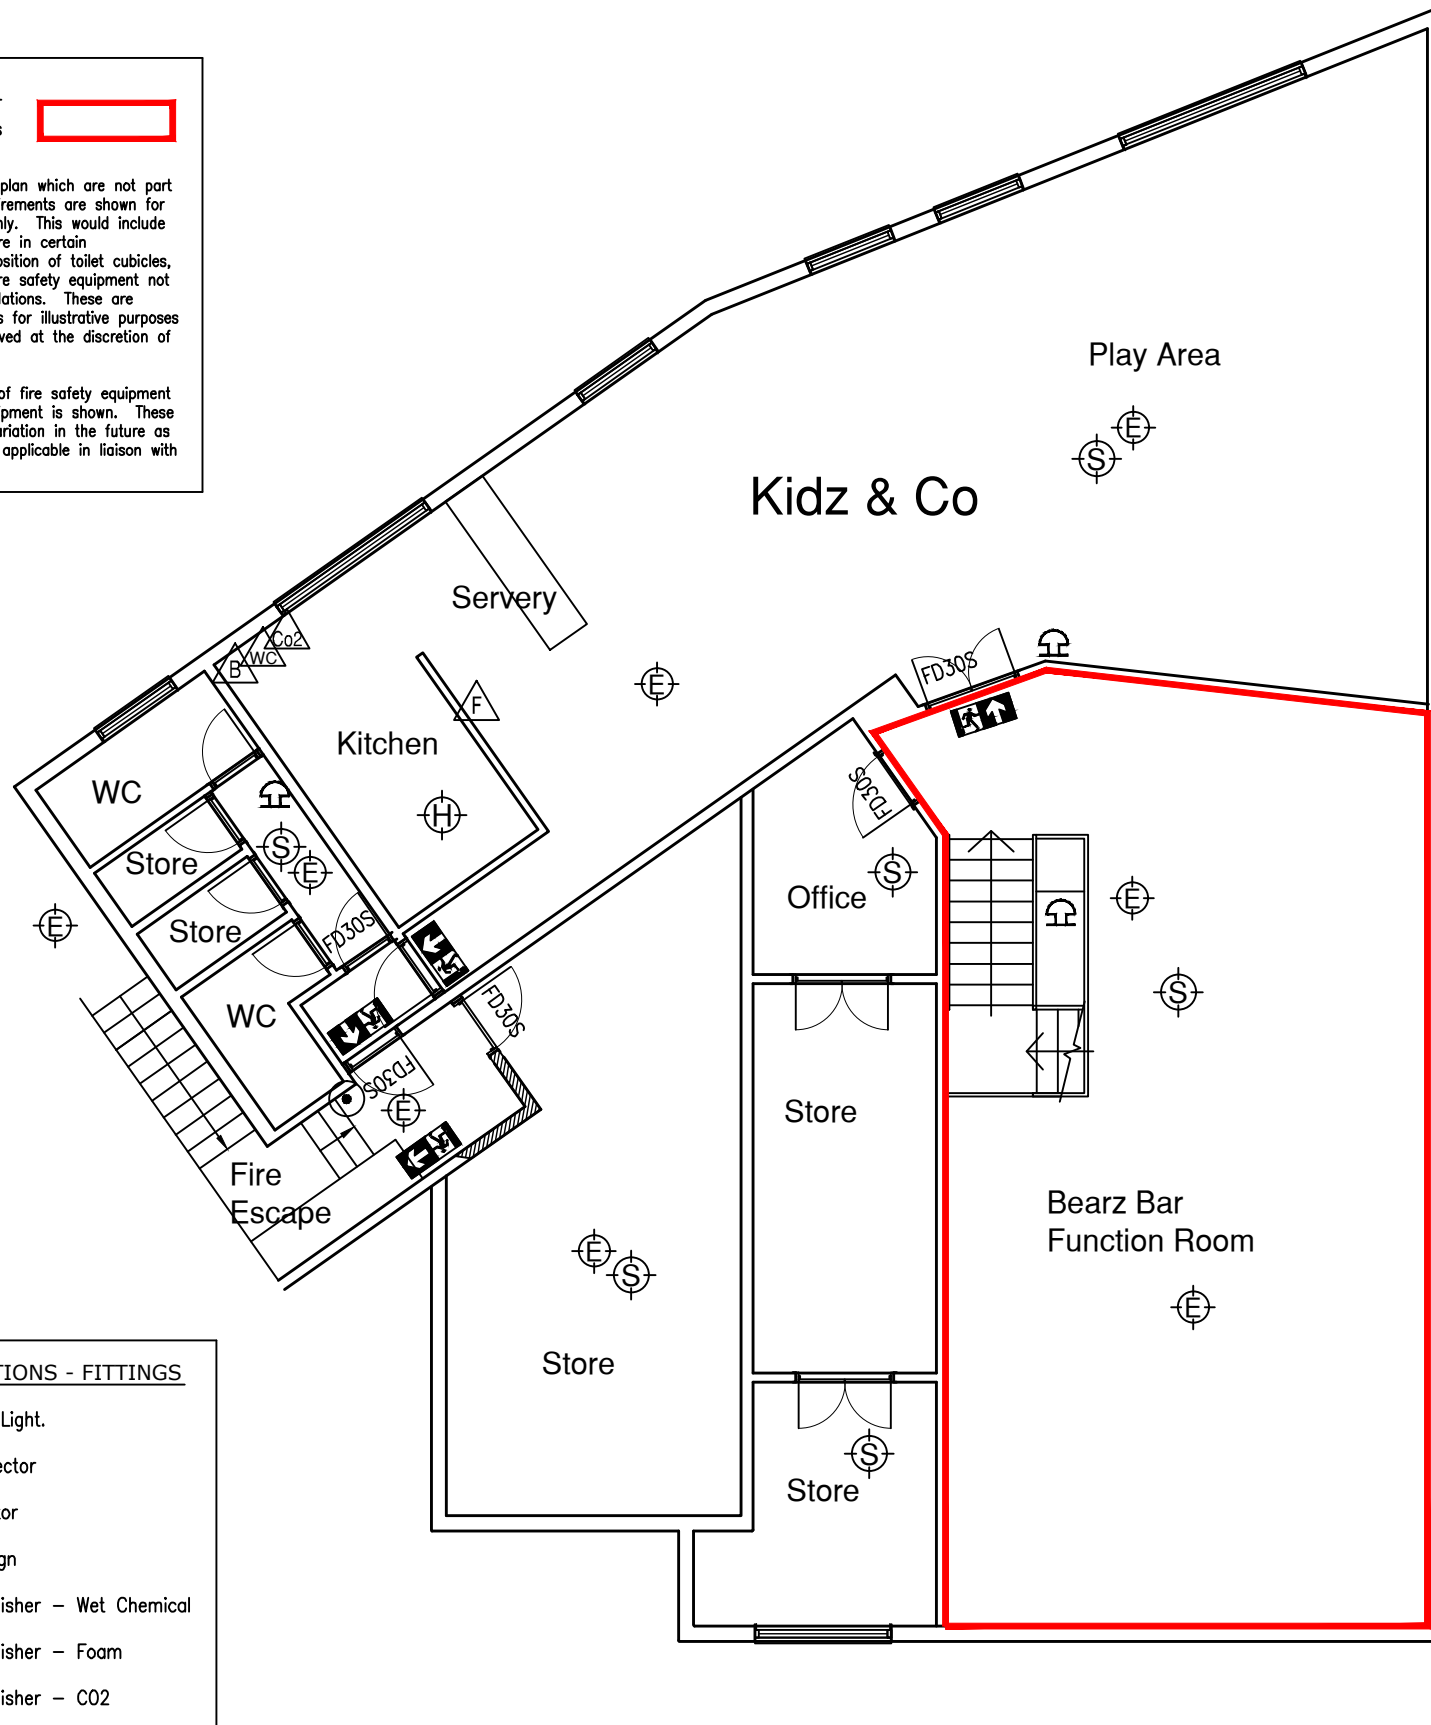 s
plan which are not part
rements are shown for
nly. This would include
re in certain
osition of toilet cubicles,
re safety equipment not
lations. These are
s for illustrative purposes
ved at the discretion of
of fire safety equipment
ipment is shown. These
ariation in the future as
applicable in liaison with
Play Area
E
S
Kidz & Co
Servery
Co2
WC
B
E
FD30S
F
Kitchen
H
WC
FD30S
Store
S
E
S
Office
E
E
Store
FD30S
S
WC
FD30S
FD30S
E
Store
Fire
Escape
Bearz Bar
Function Room
E
S
E
Store
TIONS - FITTINGS
Light.
ector
tor
gn
isher – Wet Chemical
isher – Foam
isher – CO2
S
Store